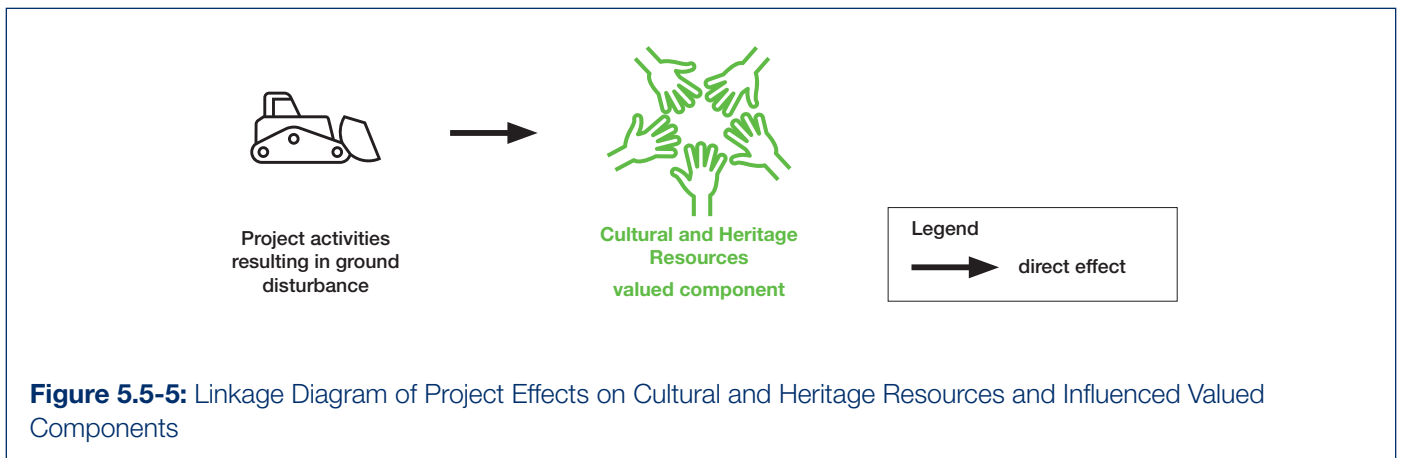 Project activities
resulting in ground
disturbance
Cultural and Heritage
Resources
valued component
Legend
direct effect
Figure 5.5-5: Linkage Diagram of Project Effects on Cultural and Heritage Resources and Influenced Valued
Components